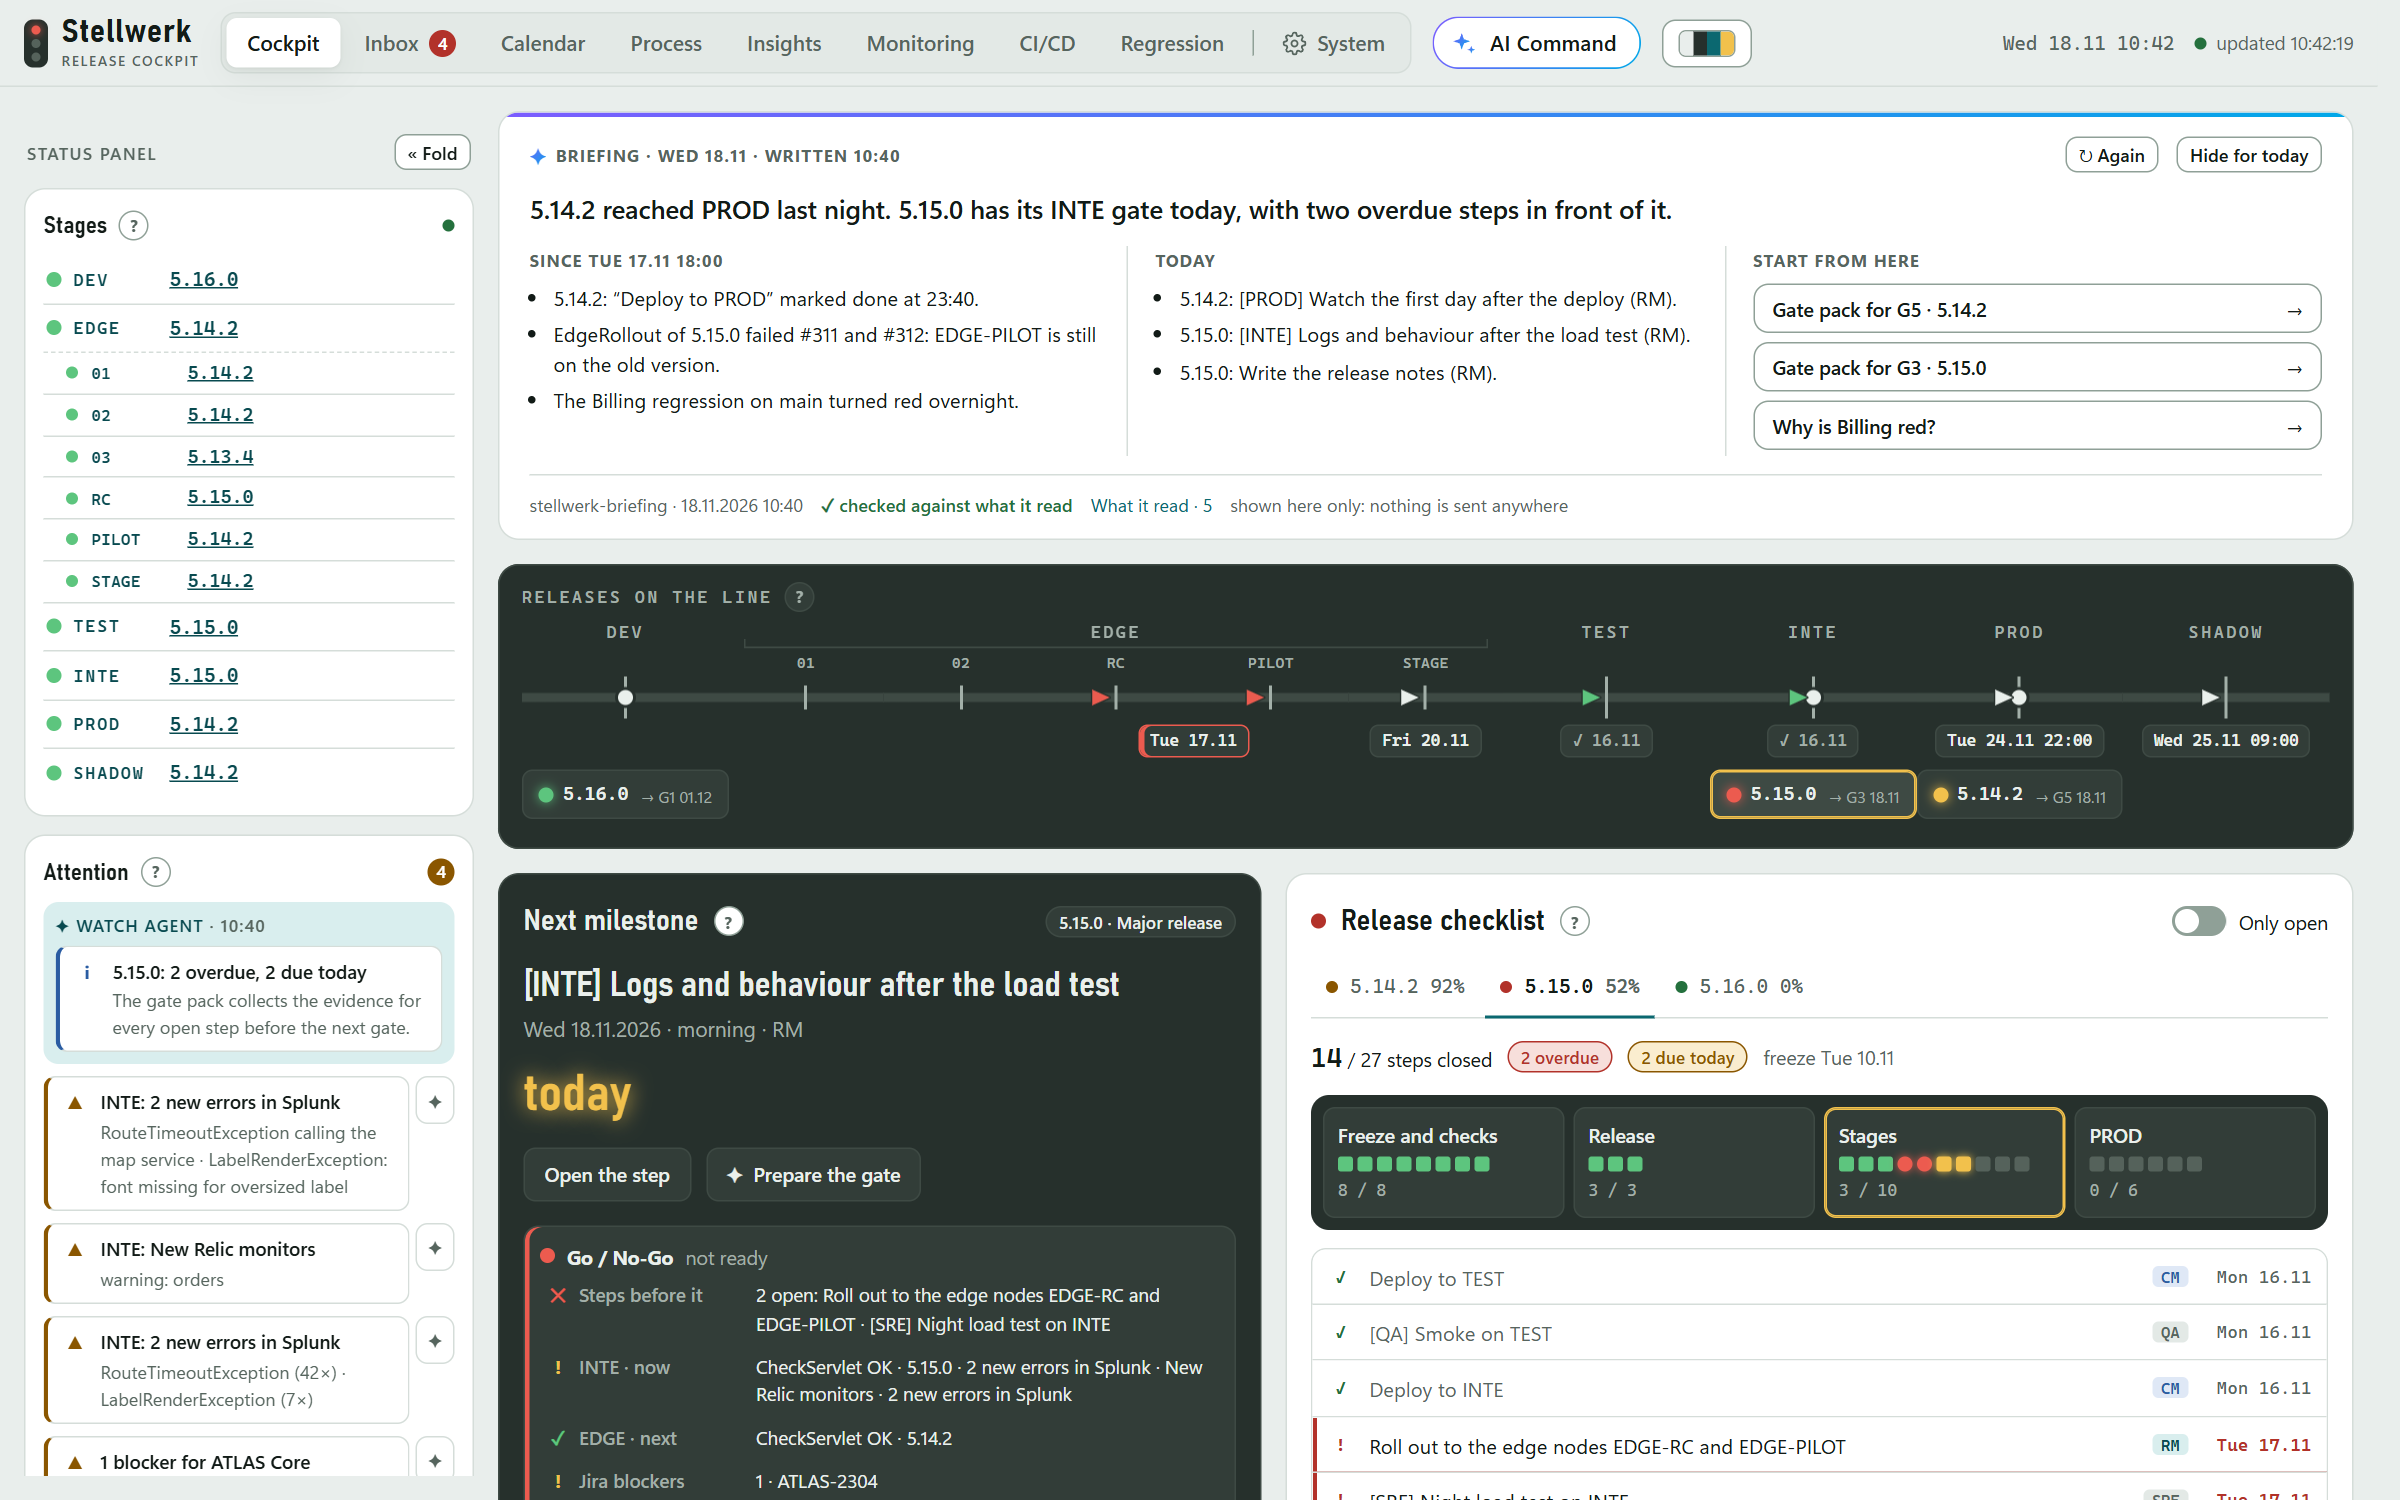 Stellwerk
RELEASE COCKPIT
Cockpit
Inbox 4
Calendar
Process
Insights
Monitoring
CI/CD
Regression
System
AI Command
Wed 18.11 10:42
updated 10:42:19
STATUS PANEL
« Fold
Stages ?
DEV 5.16.0
EDGE 5.14.2
01 5.14.2
02 5.14.2
03 5.13.4
RC 5.15.0
PILOT 5.14.2
STAGE 5.14.2
TEST 5.15.0
INTE 5.15.0
PROD 5.14.2
SHADOW 5.14.2
Attention ? 4
WATCH AGENT · 10:40
i 5.15.0: 2 overdue, 2 due today
The gate pack collects the evidence for
every open step before the next gate.
INTE: 2 new errors in Splunk
RouteTimeoutException calling the
map service · LabelRenderException:
font missing for oversized label
INTE: New Relic monitors
warning: orders
INTE: 2 new errors in Splunk
RouteTimeoutException (42×) ·
LabelRenderException (7×)
1 blocker for ATLAS Core
BRIEFING · WED 18.11 · WRITTEN 10:40
↻ Again
Hide for today
5.14.2 reached PROD last night. 5.15.0 has its INTE gate today, with two overdue steps in front of it.
SINCE TUE 17.11 18:00
• 5.14.2: “Deploy to PROD” marked done at 23:40.
• EdgeRollout of 5.15.0 failed #311 and #312: EDGE-PILOT is still
on the old version.
• The Billing regression on main turned red overnight.
TODAY
• 5.14.2: [PROD] Watch the first day after the deploy (RM).
• 5.15.0: [INTE] Logs and behaviour after the load test (RM).
• 5.15.0: Write the release notes (RM).
START FROM HERE
Gate pack for G5 · 5.14.2 →
Gate pack for G3 · 5.15.0 →
Why is Billing red? →
stellwerk-briefing · 18.11.2026 10:40 ✓ checked against what it read What it read · 5 shown here only: nothing is sent anywhere
RELEASES ON THE LINE ?
DEV EDGE TEST INTE PROD SHADOW
01 02 RC PILOT STAGE
Tue 17.11 Fri 20.11 ✓ 16.11 ✓ 16.11 Tue 24.11 22:00 Wed 25.11 09:00
5.16.0 → G1 01.12 5.15.0 → G3 18.11 5.14.2 → G5 18.11
Next milestone ?
5.15.0 · Major release
[INTE] Logs and behaviour after the load test
Wed 18.11.2026 · morning · RM
today
Open the step
Prepare the gate
Go / No-Go not ready
Steps before it 2 open: Roll out to the edge nodes EDGE-RC and
EDGE-PILOT · [SRE] Night load test on INTE
! INTE · now CheckServlet OK · 5.15.0 · 2 new errors in Splunk · New
Relic monitors · 2 new errors in Splunk
✓ EDGE · next CheckServlet OK · 5.14.2
! Jira blockers 1 · ATLAS-2304
Release checklist ?
Only open
5.14.2 92%
5.15.0 52%
5.16.0 0%
14 / 27 steps closed 2 overdue 2 due today freeze Tue 10.11
Freeze and checks
8 / 8
Release
3 / 3
Stages
3 / 10
PROD
0 / 6
✓ Deploy to TEST CM Mon 16.11
✓ [QA] Smoke on TEST QA Mon 16.11
✓ Deploy to INTE CM Mon 16.11
! Roll out to the edge nodes EDGE-RC and EDGE-PILOT RM Tue 17.11
! [SRE] Night load test on INTE SRE Tue 17.11